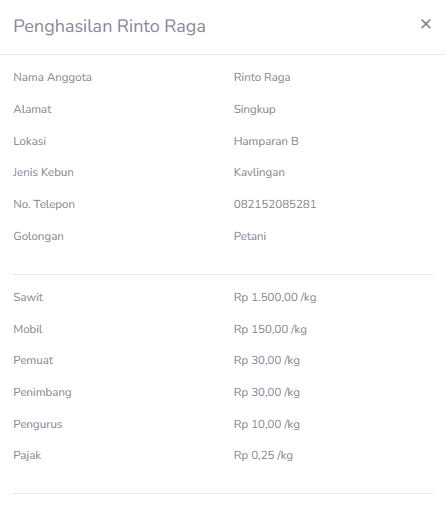 Penghasilan Rinto Raga ×
Nama Anggota Rinto Raga
Alamat Singkup
Lokasi Hamparan B
Jenis Kebun Kavlingan
No. Telepon 082152085281
Golongan Petani
Sawit Rp 1.500,00 /kg
Mobil Rp 150,00 /kg
Pemuat Rp 30,00 /kg
Penimbang Rp 30,00 /kg
Pengurus Rp 10,00 /kg
Pajak Rp 0,25 /kg